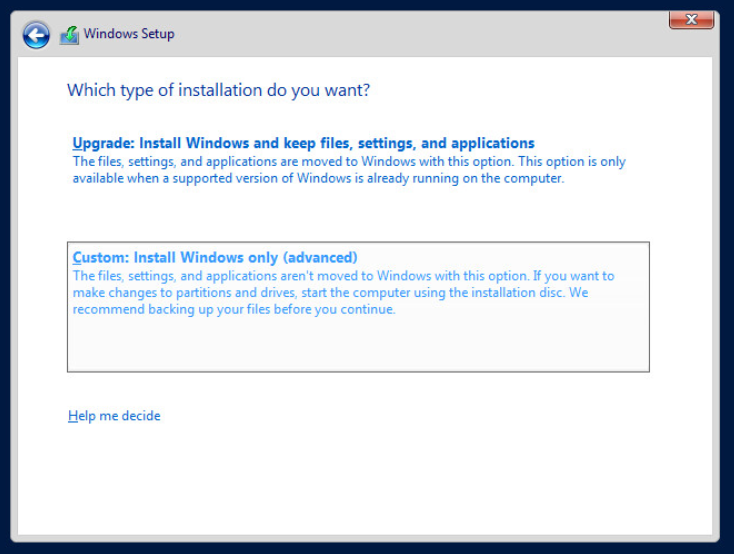 Windows Setup
Which type of installation do you want?
Upgrade: Install Windows and keep files, settings, and applications
The files, settings, and applications are moved to Windows with this option. This option is only
available when a supported version of Windows is already running on the computer.
Custom: Install Windows only (advanced)
The files, settings, and applications aren't moved to Windows with this option. If you want to
make changes to partitions and drives, start the computer using the installation disc. We
recommend backing up your files before you continue.
Help me decide